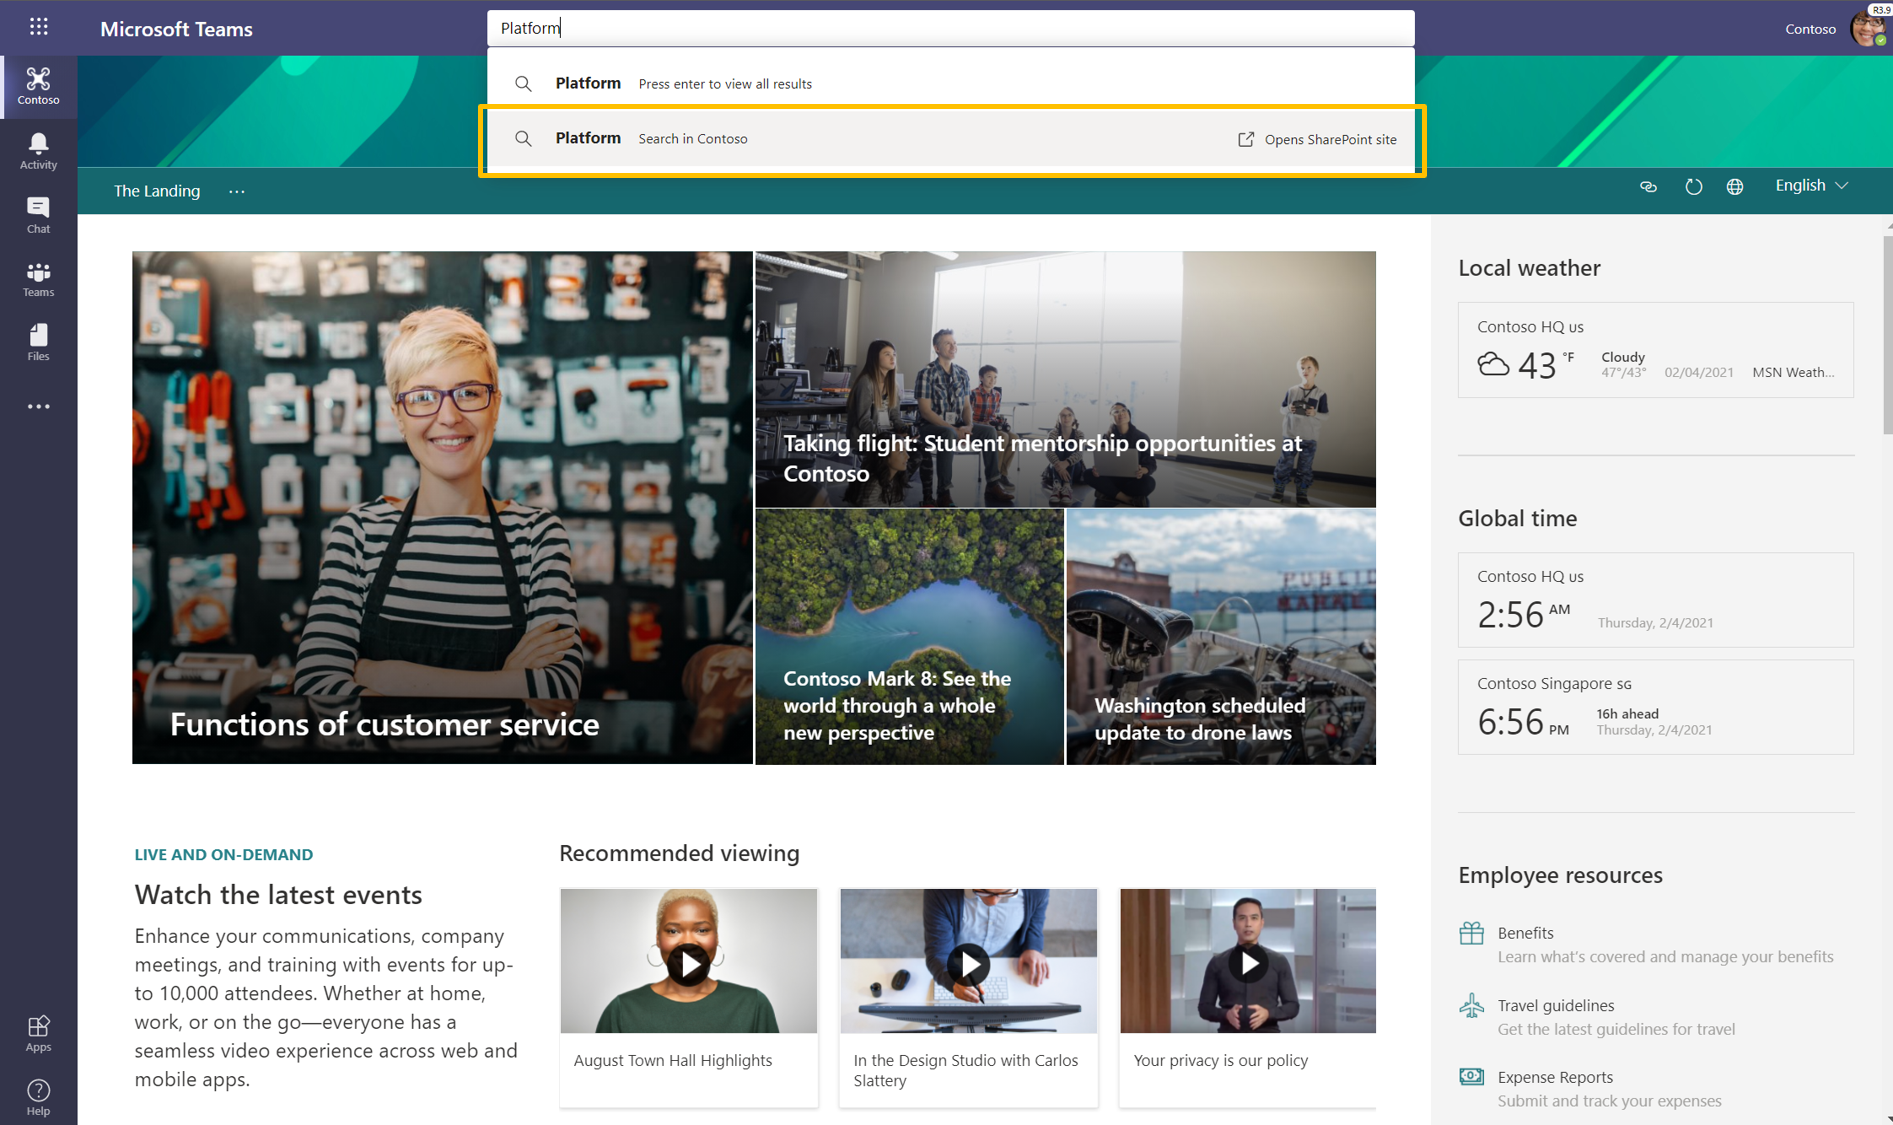 Microsoft Teams
Platform
Contoso
R3.9
Platform Press enter to view all results
Platform Search in Contoso Opens SharePoint site
Contoso
Activity
Chat
Teams
Files
Apps
Help
The Landing ...
English
Functions of customer service
Taking flight: Student mentorship opportunities at
Contoso
PUBLIC
MARKET
Contoso Mark 8: See the
world through a whole
new perspective
Washington scheduled
update to drone laws
Local weather
Contoso HQ us
43 °F
Cloudy
47°/43° 02/04/2021 MSN Weath...
Global time
Contoso HQ us
2:56 AM Thursday, 2/4/2021
Contoso Singapore SG
6:56 PM
16h ahead
Thursday, 2/4/2021
Employee resources
Benefits
Learn what's covered and manage your benefits
Travel guidelines
Get the latest guidelines for travel
Expense Reports
Submit and track your expenses
LIVE AND ON-DEMAND
Watch the latest events
Enhance your communications, company
meetings, and training with events for up-
to 10,000 attendees. Whether at home,
work, or on the go—everyone has a
seamless video experience across web and
mobile apps.
Recommended viewing
August Town Hall Highlights
In the Design Studio with Carlos
Slattery
Your privacy is our policy